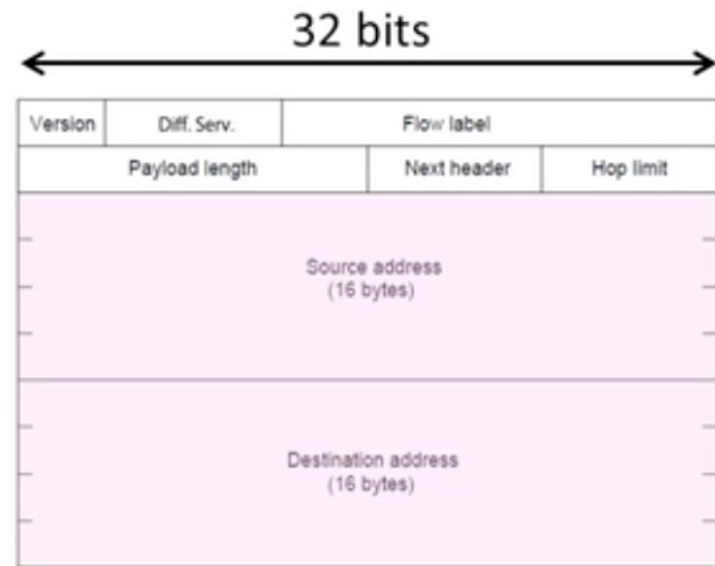 32 bits
Version Diff. Serv. Flow label
Payload length Next header Hop limit
Source address
(16 bytes)
Destination address
(16 bytes)